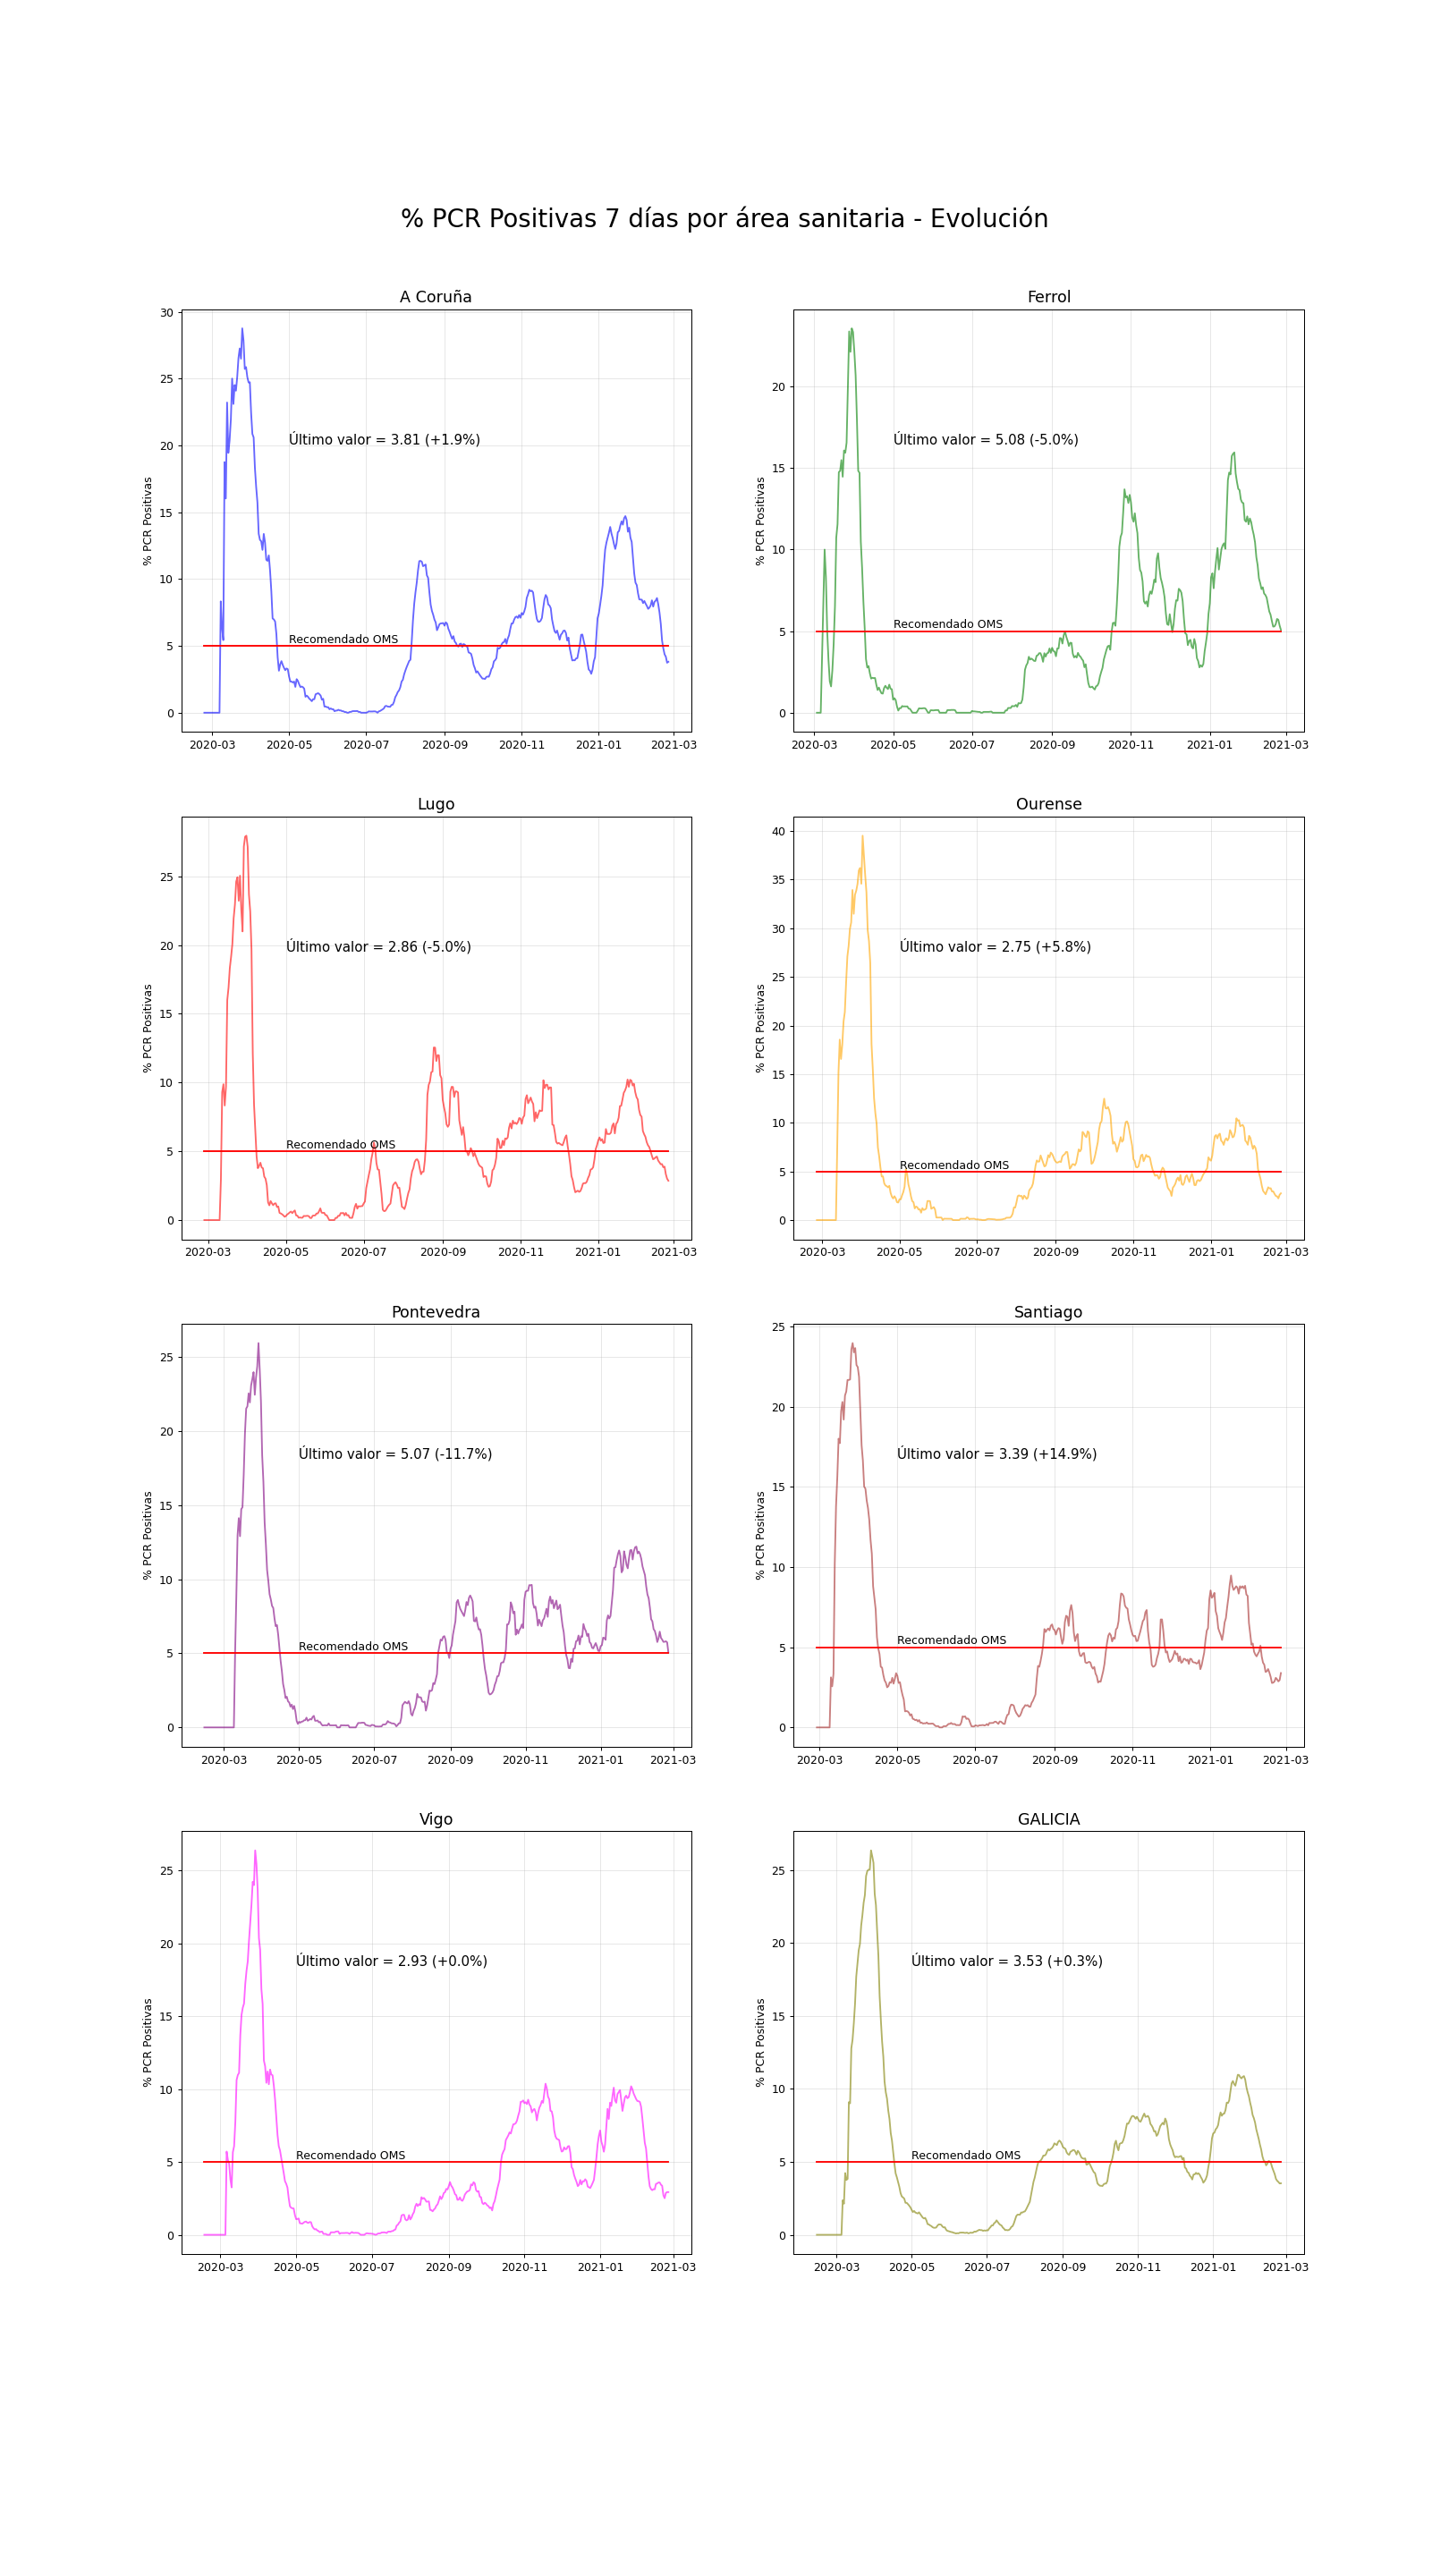 % PCR Positivas 7 días por área sanitaria - Evolución
A Coruña
30
25
20
15
10
5
0
% PCR Positivas
Último valor = 3.81 (+1.9%)
Recomendado OMS
2020-03 2020-05 2020-07 2020-09 2020-11 2021-01 2021-03
Ferrol
20
15
10
5
0
% PCR Positivas
Último valor = 5.08 (-5.0%)
Recomendado OMS
2020-03 2020-05 2020-07 2020-09 2020-11 2021-01 2021-03
Lugo
25
20
15
10
5
0
% PCR Positivas
Último valor = 2.86 (-5.0%)
Recomendado OMS
2020-03 2020-05 2020-07 2020-09 2020-11 2021-01 2021-03
Ourense
40
35
30
25
20
15
10
5
0
% PCR Positivas
Último valor = 2.75 (+5.8%)
Recomendado OMS
2020-03 2020-05 2020-07 2020-09 2020-11 2021-01 2021-03
Pontevedra
25
20
15
10
5
0
% PCR Positivas
Último valor = 5.07 (-11.7%)
Recomendado OMS
2020-03 2020-05 2020-07 2020-09 2020-11 2021-01 2021-03
Santiago
25
20
15
10
5
0
% PCR Positivas
Último valor = 3.39 (+14.9%)
Recomendado OMS
2020-03 2020-05 2020-07 2020-09 2020-11 2021-01 2021-03
Vigo
25
20
15
10
5
0
% PCR Positivas
Último valor = 2.93 (+0.0%)
Recomendado OMS
2020-03 2020-05 2020-07 2020-09 2020-11 2021-01 2021-03
GALICIA
25
20
15
10
5
0
% PCR Positivas
Último valor = 3.53 (+0.3%)
Recomendado OMS
2020-03 2020-05 2020-07 2020-09 2020-11 2021-01 2021-03